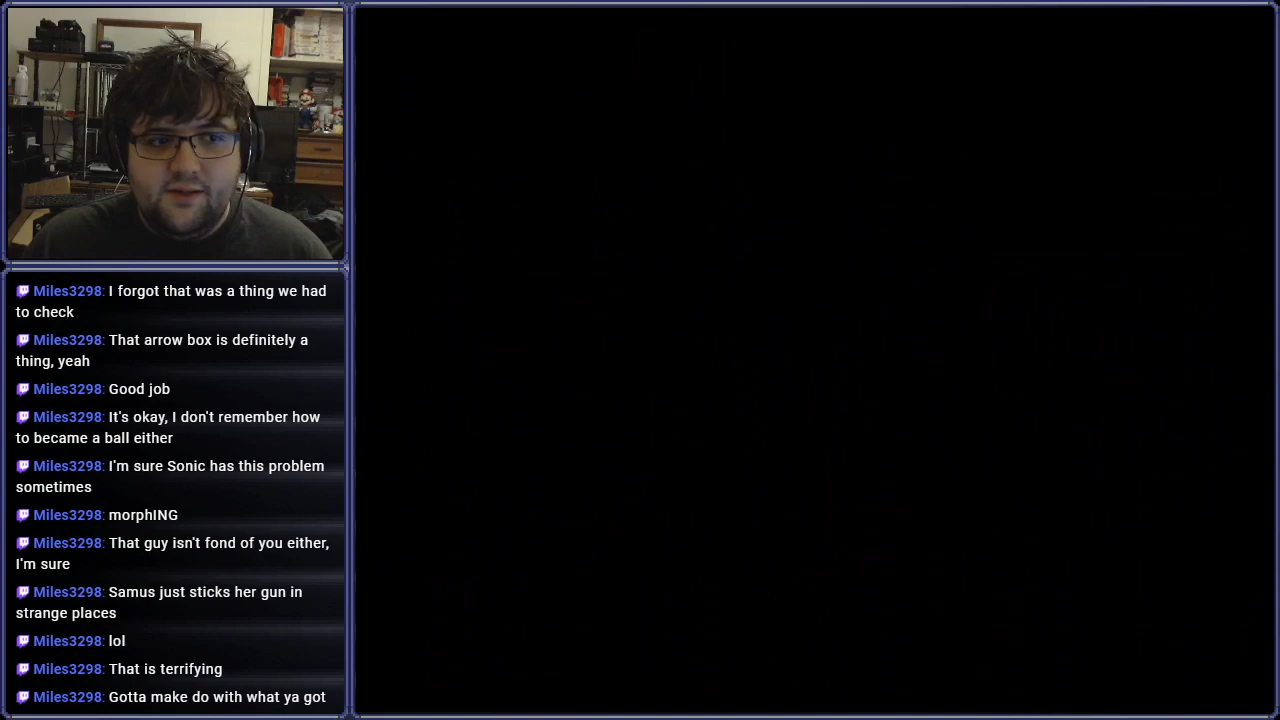 Miles3298: I forgot that was a thing we had
to check
Miles3298: That arrow box is definitely a
thing, yeah
Miles3298: Good job
Miles3298: It's okay, I don't remember how
to became a ball either
Miles3298: I'm sure Sonic has this problem
sometimes
Miles3298: morphING
Miles3298: That guy isn't fond of you either,
I'm sure
Miles3298: Samus just sticks her gun in
strange places
Miles3298: lol
Miles3298: That is terrifying
Miles3298: Gotta make do with what ya got